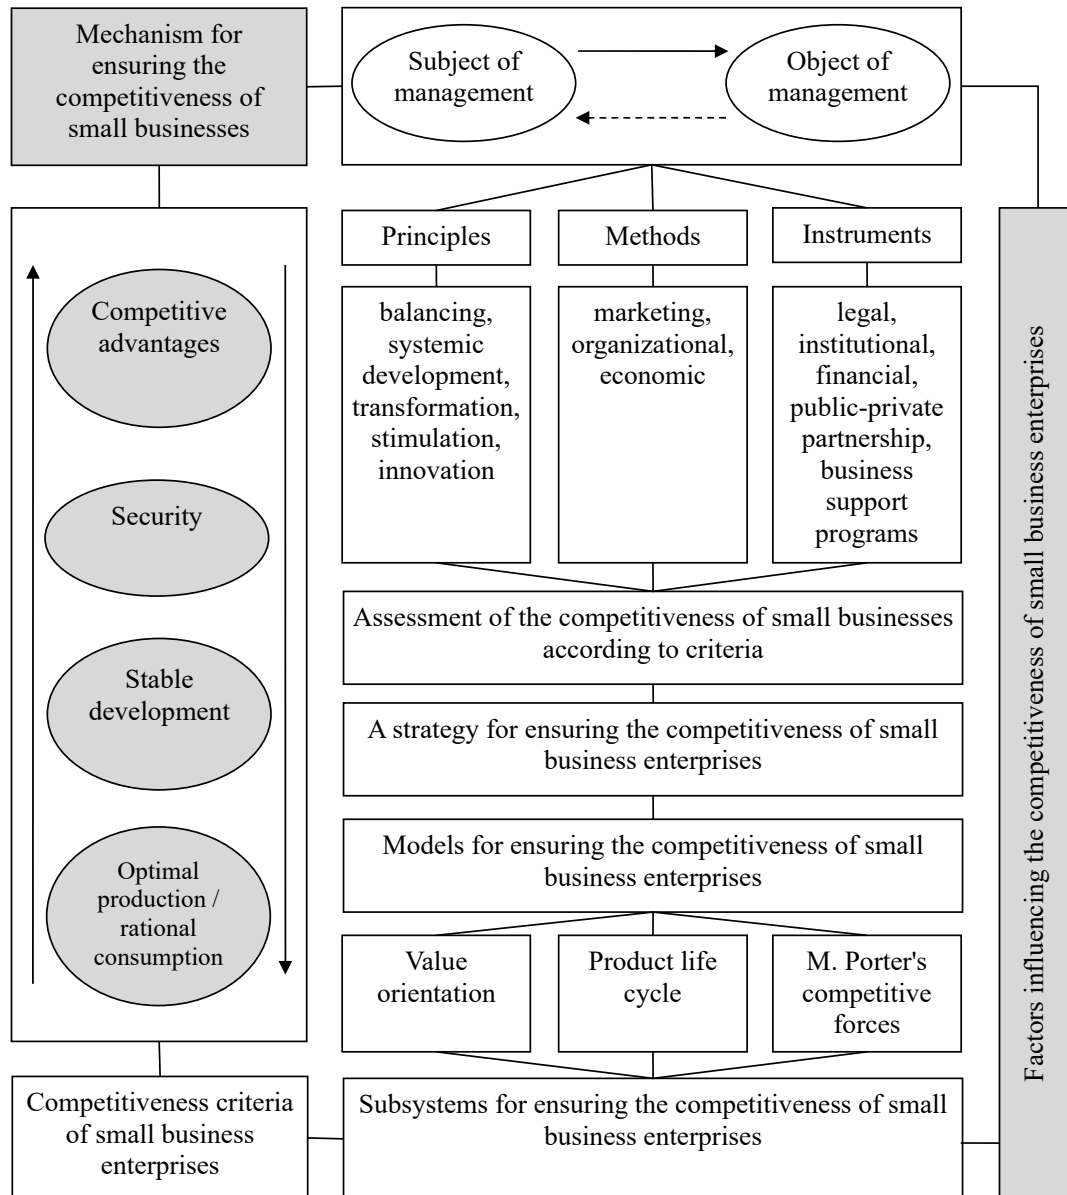 Mechanism for
ensuring the
competitiveness of
small businesses
Subject of
management
Object of
management
Competitive
advantages
Security
Stable
development
Optimal
production /
rational
consumption
Competitiveness criteria
of small business
enterprises
Principles
Methods
Instruments
balancing,
systemic
development,
transformation,
stimulation,
innovation
marketing,
organizational,
economic
legal,
institutional,
financial,
public-private
partnership,
business
support
programs
Assessment of the competitiveness of small businesses
according to criteria
A strategy for ensuring the competitiveness of small
business enterprises
Models for ensuring the competitiveness of small
business enterprises
Value
orientation
Product life
cycle
M. Porter's
competitive
forces
Subsystems for ensuring the competitiveness of small
business enterprises
Factors influencing the competitiveness of small business enterprises